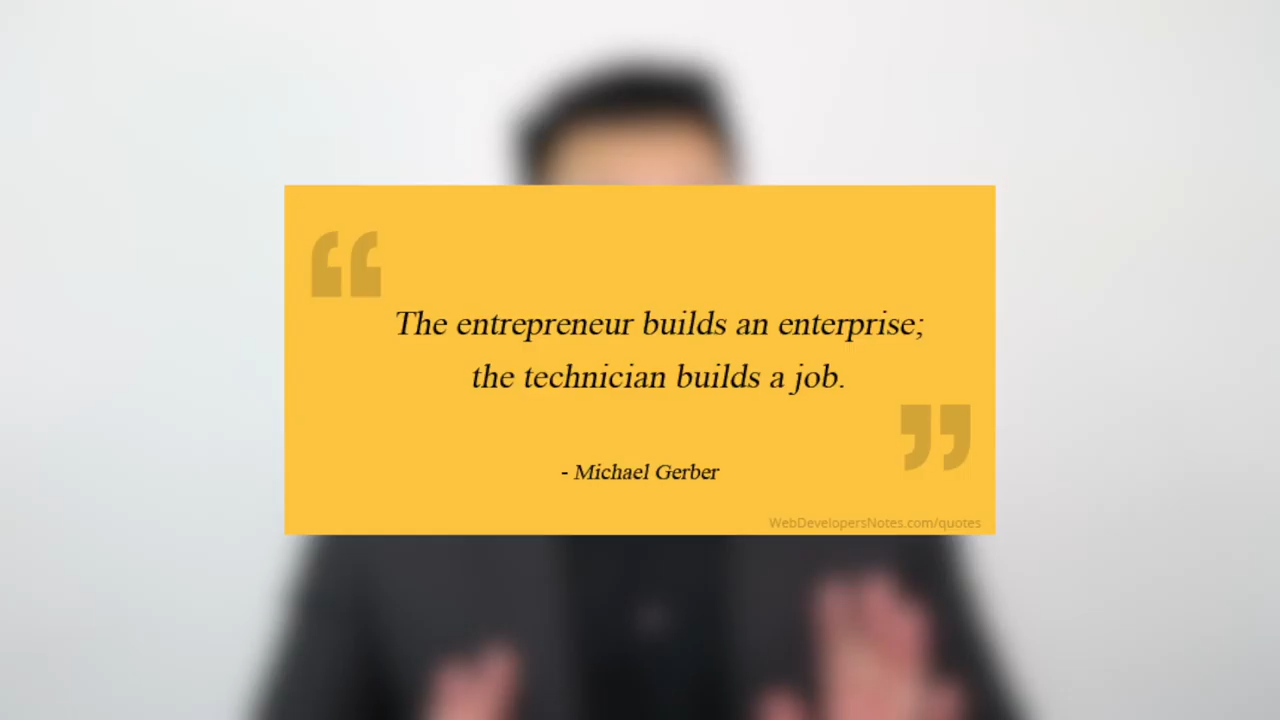 The entrepreneur builds an enterprise;
the technician builds a job.
- Michael Gerber
WebDevelopersNotes.com/quotes